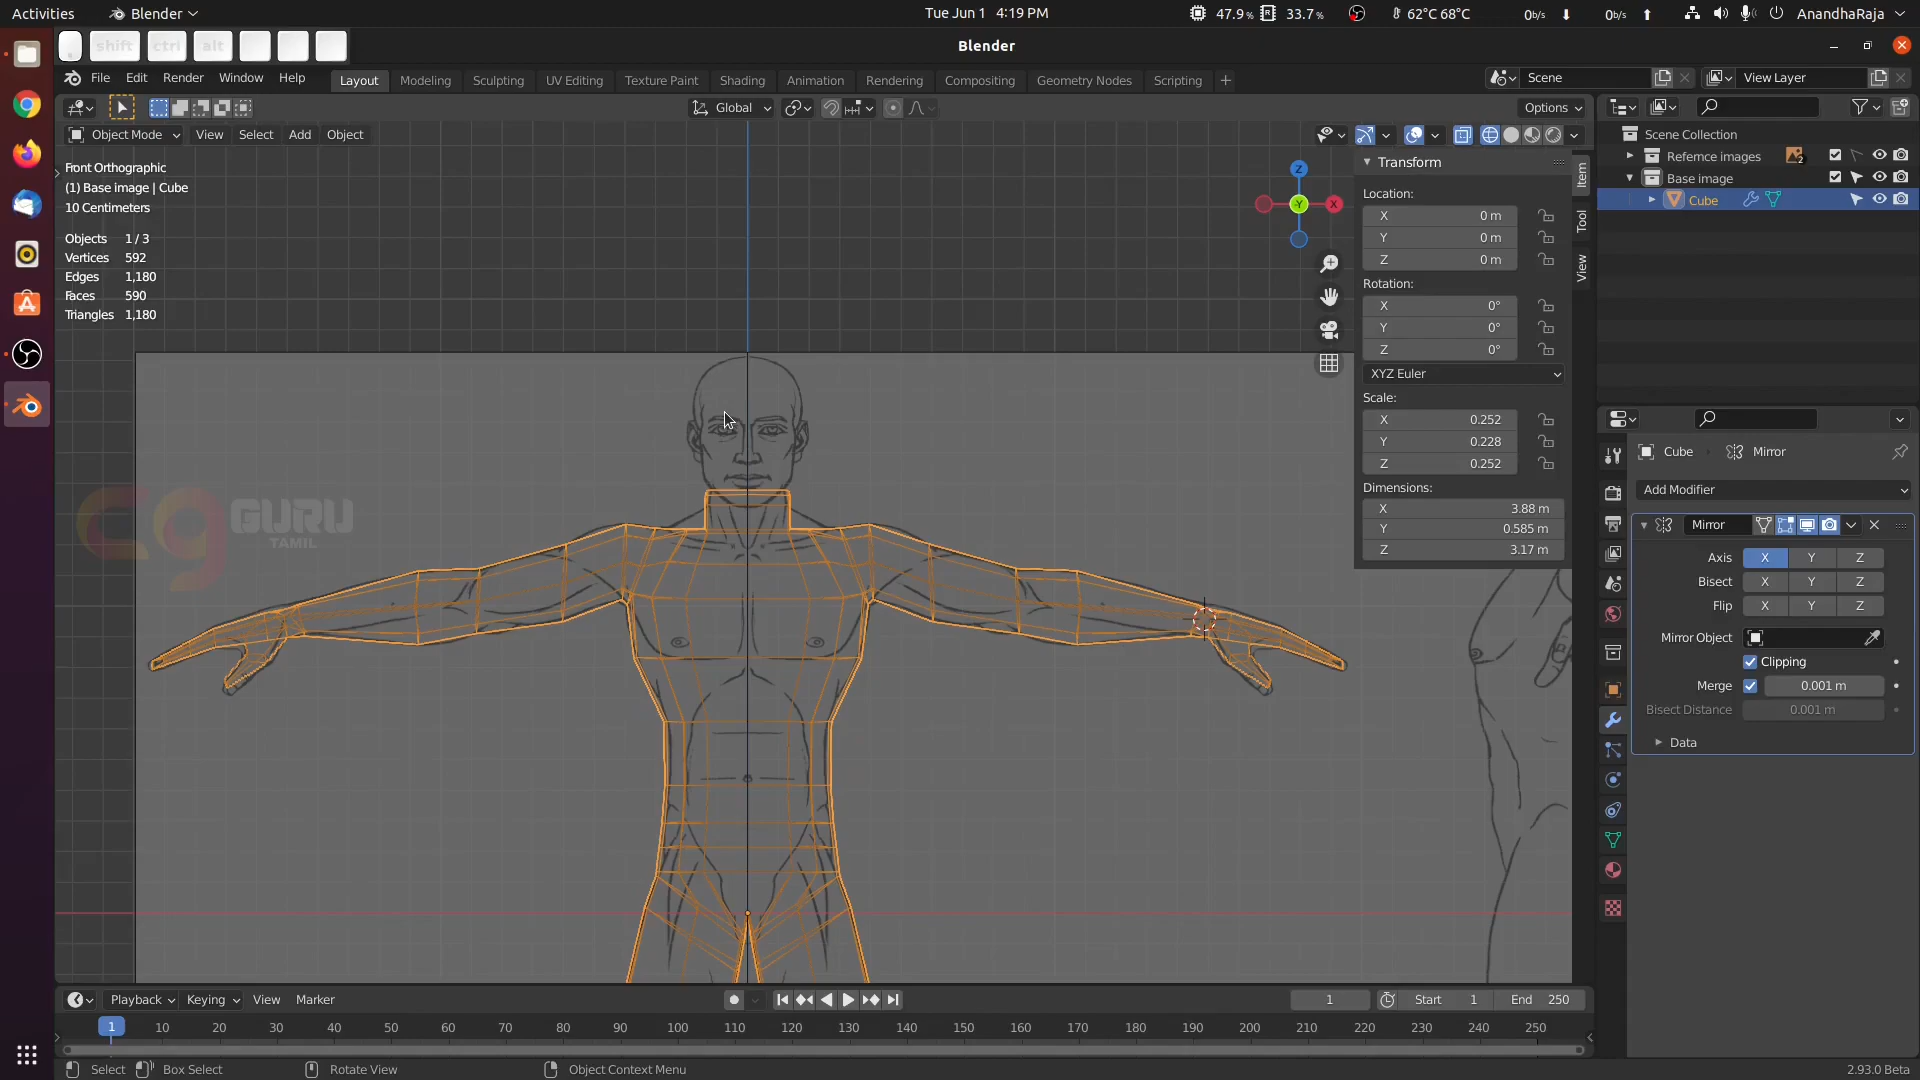 Activities
Blender
Tue Jun 1 4:19 PM
47.9%
33.7%
62°C 68°C
0b/s
0b/s
AnandhaRaja
shift ctrl alt
Blender
File Edit Render Window Help
Layout Modeling Sculpting UV Editing Texture Paint Shading Animation Rendering Compositing Geometry Nodes Scripting +
Scene
View Layer
Global
Options
Object Mode View Select Add Object
Front Orthographic
(1) Base image | Cube
10 Centimeters
Objects 1 / 3
Vertices 592
Edges 1,180
Faces 590
Triangles 1,180
Z
Y
X
Transform
Location:
X 0 m
Y 0 m
Z 0 m
Rotation:
X 0°
Y 0°
Z 0°
XYZ Euler
Scale:
X 0.252
Y 0.228
Z 0.252
Dimensions:
X 3.88 m
Y 0.585 m
Z 3.17 m
Item
Tool
View
Scene Collection
Refemce images
2
Base image
Cube
Cube Mirror
Add Modifier
Mirror
Axis X Y Z
Bisect X Y Z
Flip X Y Z
Mirror Object
Clipping
Merge 0.001 m
Bisect Distance 0.001 m
Data
cg GURU
TAMIL
Playback Keying View Marker
1
Start 1
End 250
1 10 20 30 40 50 60 70 80 90 100 110 120 130 140 150 160 170 180 190 200 210 220 230 240 250
Select Box Select Rotate View Object Context Menu
2.93.0 Beta